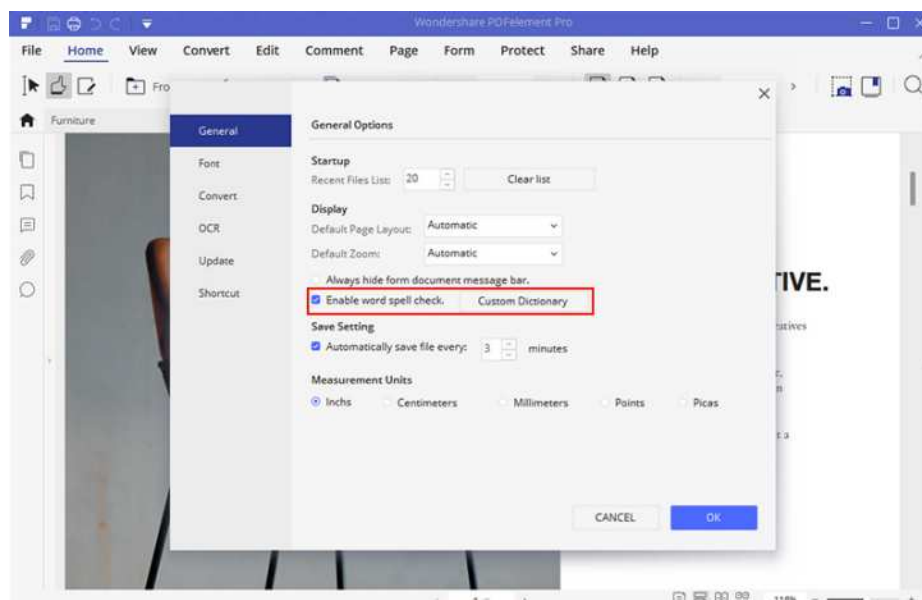 Wondershare PDFelement Pro
File Home View Convert Edit Comment Page Form Protect Share Help
Fro
Furniture
General
Font
Convert
OCR
Update
Shortcut
General Options
Startup
Recent Files List: 20 Clear list
Display
Default Page Layout: Automatic
Default Zoom: Automatic
Always hide form document message bar.
Enable word spell check. Custom Dictionary
Save Setting
Automatically save file every: 3 minutes
Measurement Units
Inchs Centimeters Millimeters Points Picas
CANCEL OK
TIVE.